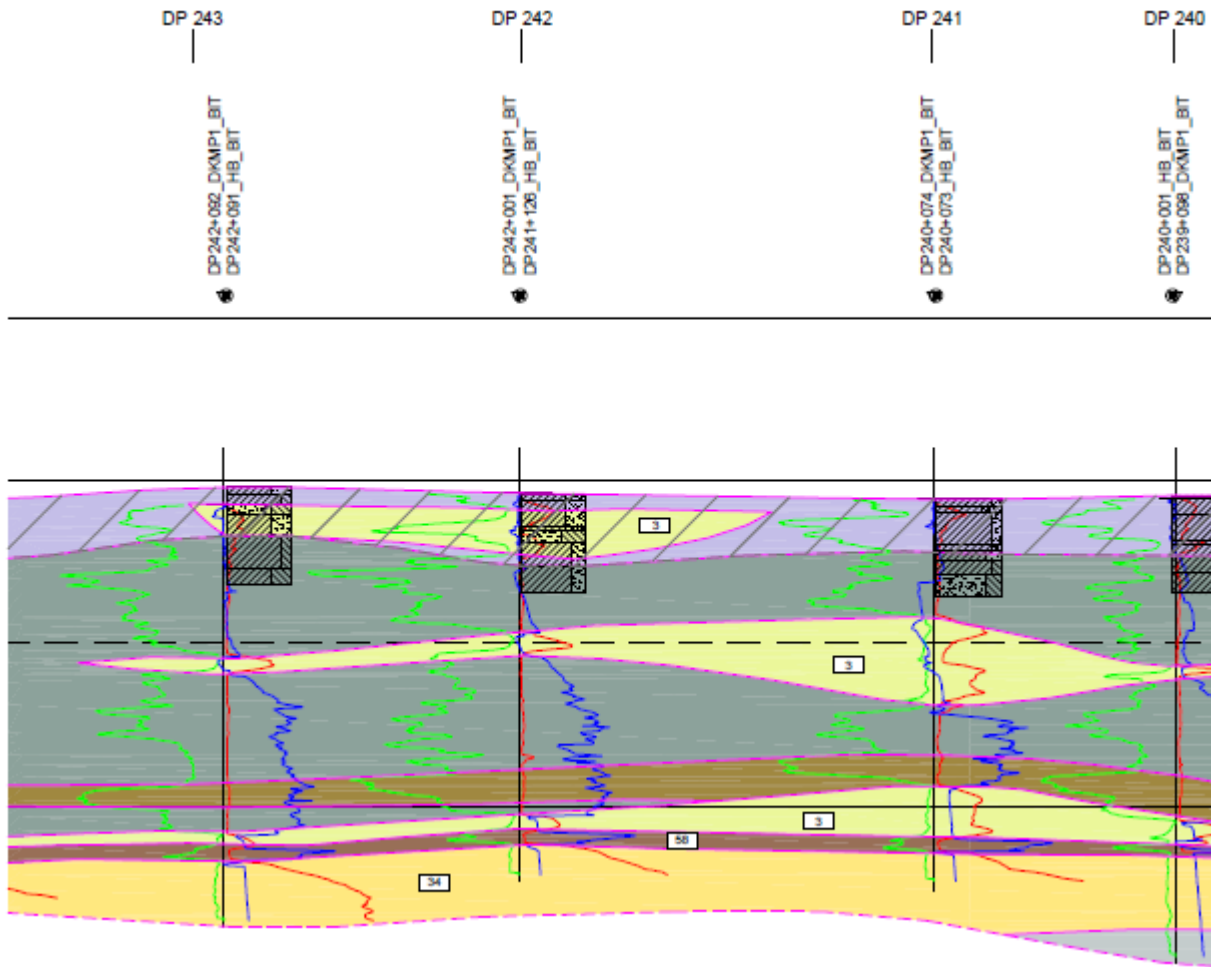 DP 243
DP 242
DP 241
DP 240
DP242+092_DKMP1_BIT
DP242+091_HB_BIT
DP242+001_DKMP1_BIT
DP241+126_HB_BIT
DP240+074_DKMP1_BIT
DP240+073_HB_BIT
DP240+001_HB_BIT
DP239+098_DKMP1_BIT
3
3
3
58
34